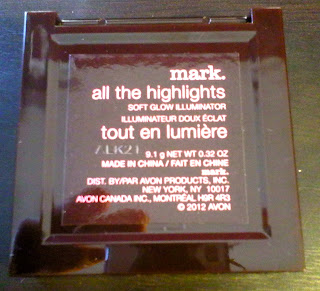 mark.
all the highlights
SOFT GLOW ILLUMINATOR
ILLUMINATEUR DOUX ÉCLAT
tout en lumière
9.1 g NET WT 0.32 OZ
MADE IN CHINA / FAIT EN CHINE
mark.
DIST. BY/PAR AVON PRODUCTS, INC.
NEW YORK, NY 10017
AVON CANADA INC., MONTRÉAL H9R 4R3
© 2012 AVON